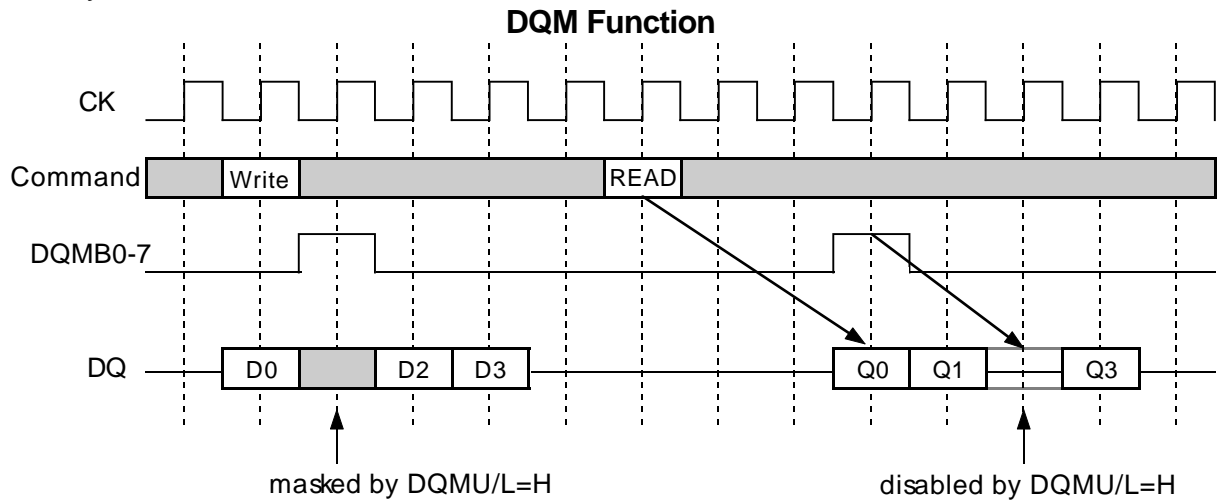 DQM Function
CK
Command
Write
READ
DQMB0-7
DQ
D0
D2
D3
Q0
Q1
Q3
masked by DQMU/L=H
disabled by DQMU/L=H